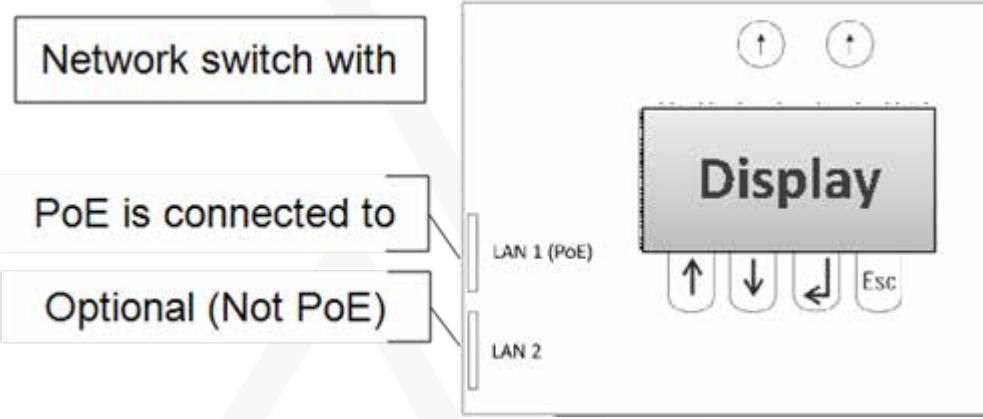 Network switch with
PoE is connected to
Optional (Not PoE)
LAN 1 (PoE)
LAN 2
↑ ↑
Display
↑ ↓ ↲ Esc